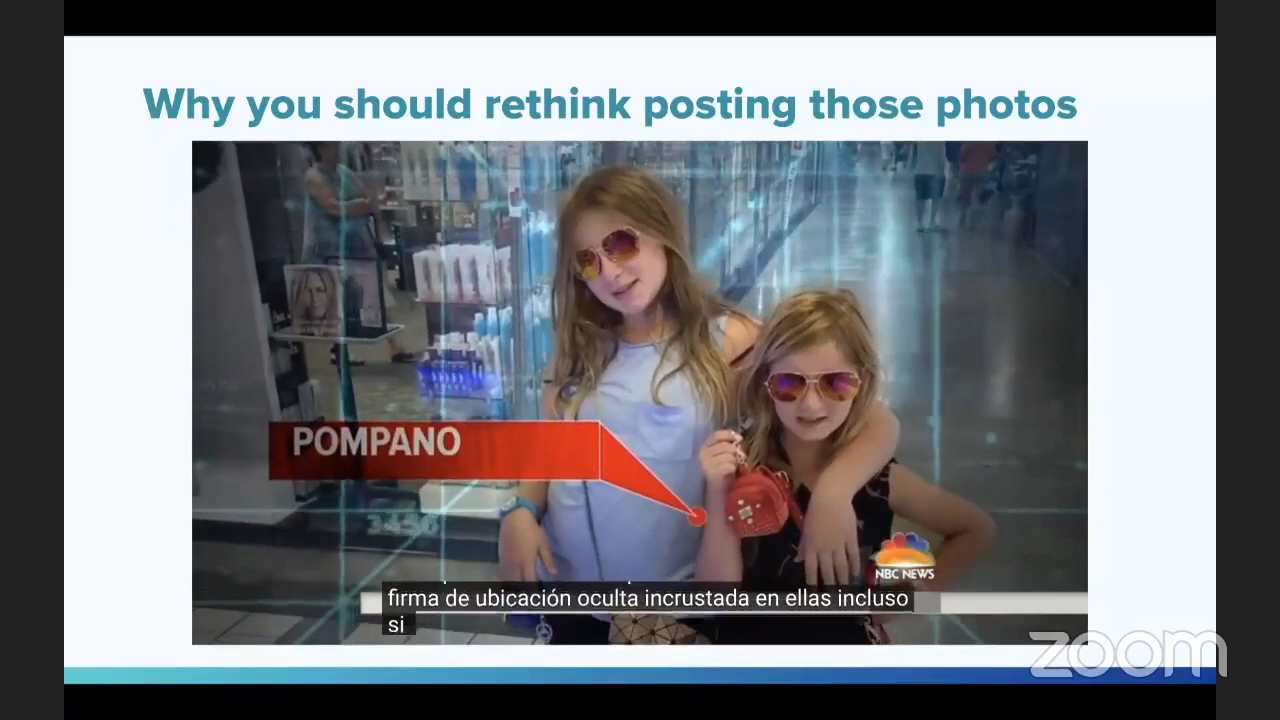 Why you should rethink posting those photos
POMPANO
NBC NEWS
firma de ubicación oculta incrustada en ellas incluso
si
zoom